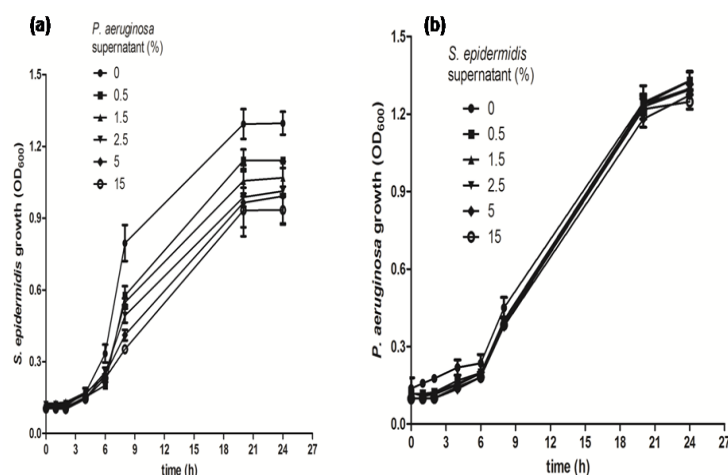 (a)
P. aeruginosa
supernatant (%)
0
0.5
1.5
2.5
5
15
S. epidermidis growth (OD600)
1.5
1.2
0.9
0.6
0.3
0.0
0 3 6 9 12 15 18 21 24 27
time (h)
(b)
S. epidermidis
supernatant (%)
0
0.5
1.5
2.5
5
15
P. aeruginosa growth (OD600)
1.5
1.2
0.9
0.6
0.3
0.0
0 3 6 9 12 15 18 21 24 27
time (h)